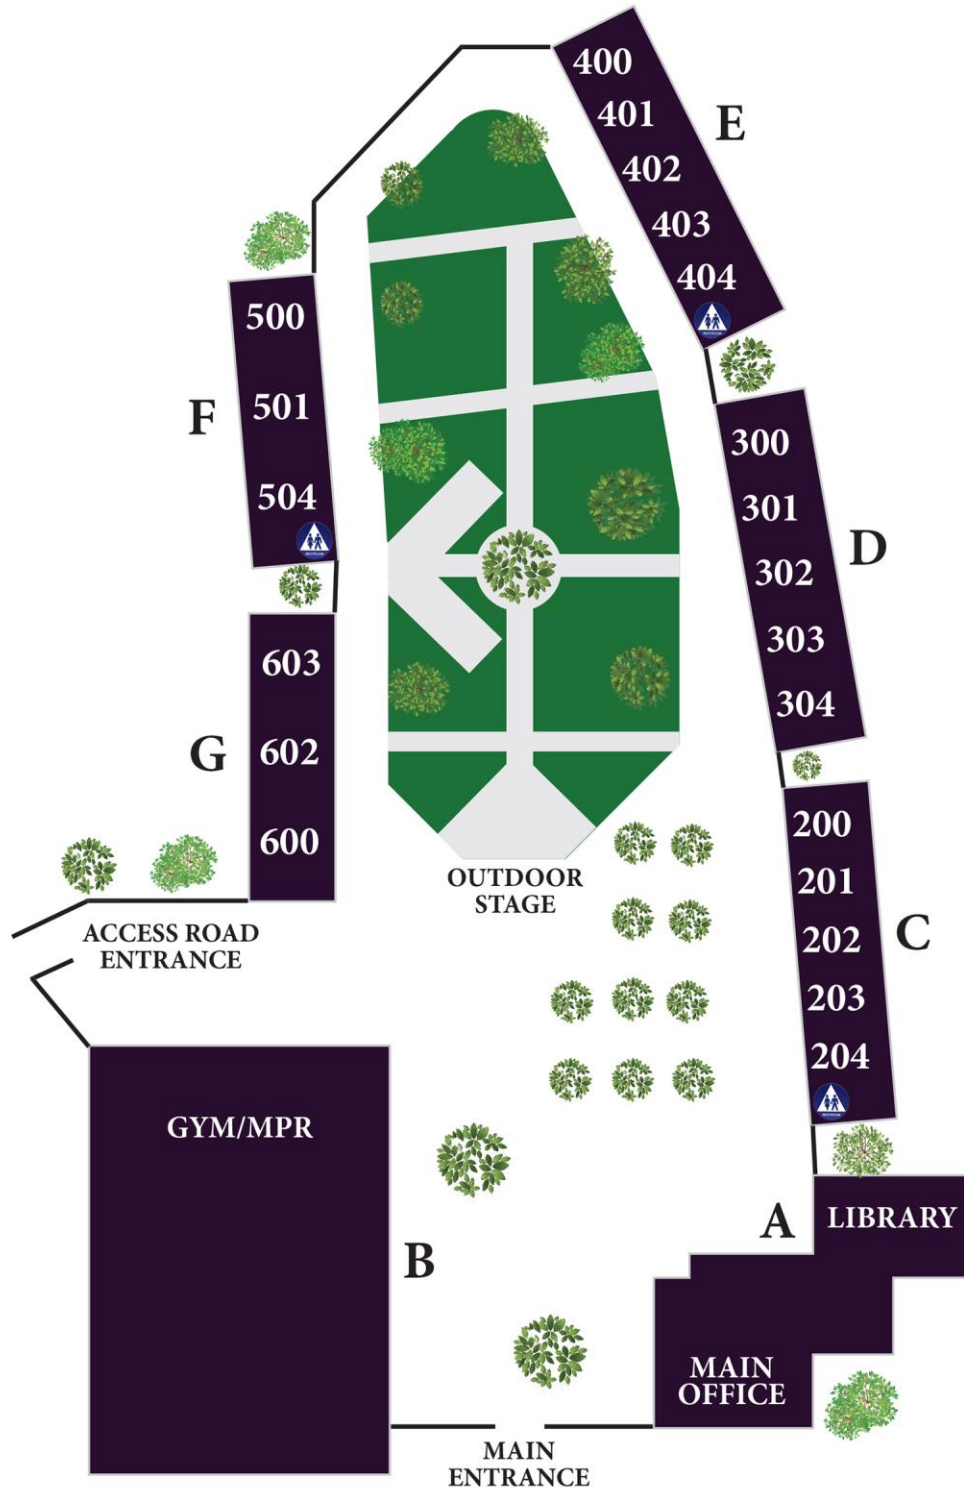 400
401
E
402
403
404
500
501
F
504
300
301
302
D
303
304
603
602
G
600
200
201
202
C
203
204
OUTDOOR
STAGE
ACCESS ROAD
ENTRANCE
GYM/MPR
B
A
LIBRARY
MAIN
OFFICE
MAIN
ENTRANCE